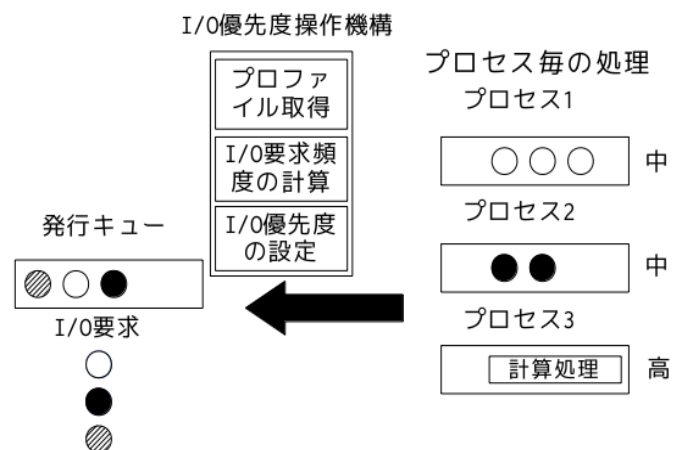 I/O優先度操作機構
プロファ
イル取得
I/O要求頻
度の計算
I/O優先度
の設定
発行キュー
I/O要求
プロセス毎の処理
プロセス1
中
プロセス2
中
プロセス3
計算処理
高